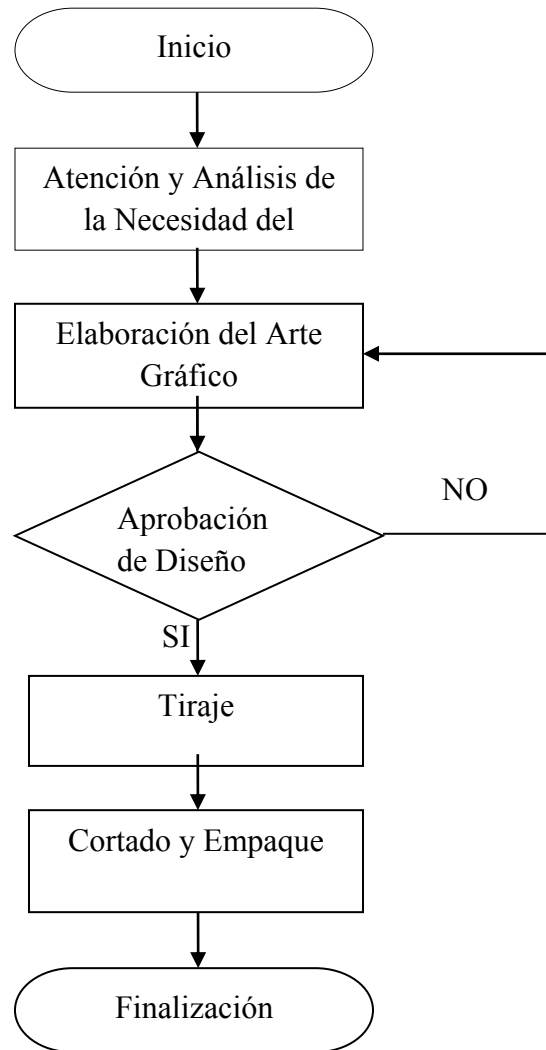 Inicio
Atención y Análisis de
la Necesidad del
Elaboración del Arte
Gráfico
NO
Aprobación
de Diseño
SI
Tiraje
Cortado y Empaque
Finalización